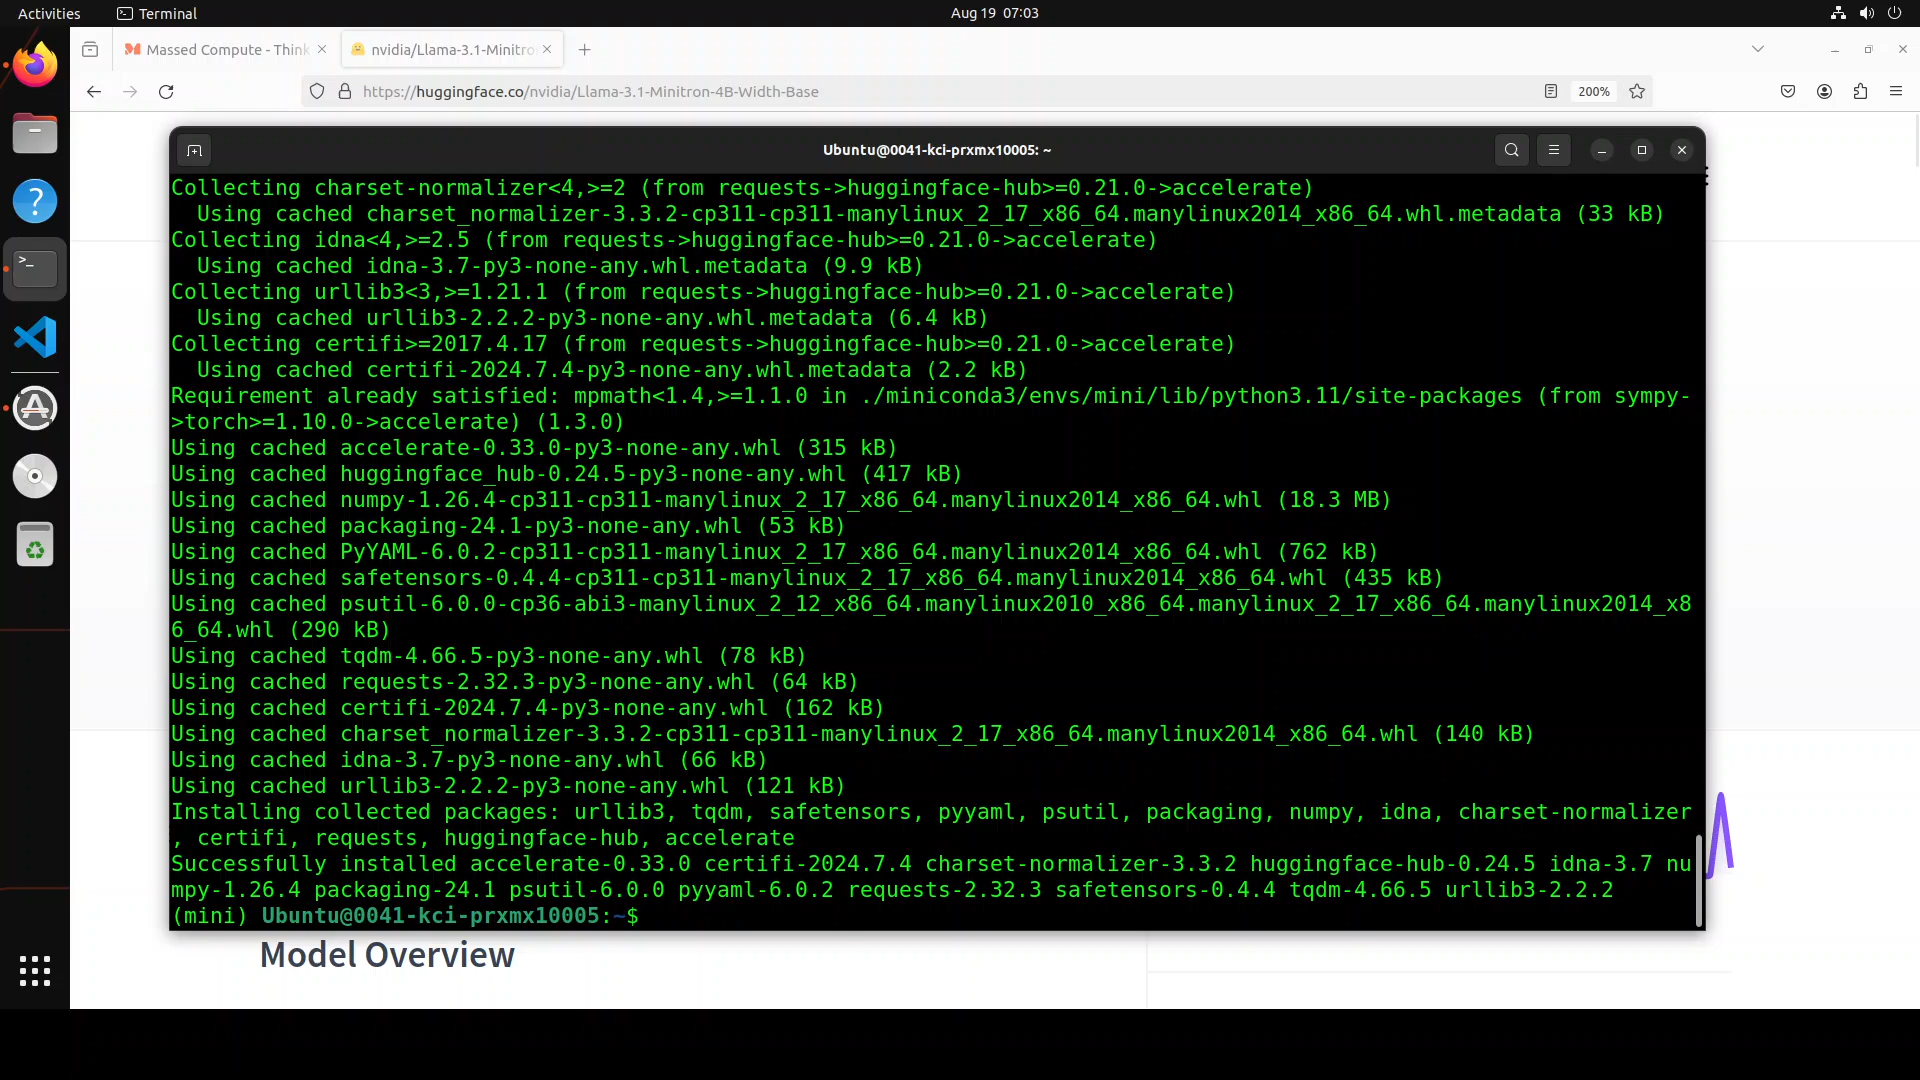 Activities
Terminal
Aug 19 07:03
Massed Compute - Think
nvidia/Llama-3.1-Minitro
https://huggingface.co/nvidia/Llama-3.1-Minitron-4B-Width-Base
200%
Ubuntu@0041-kci-prxmx10005: ~
Collecting charset-normalizer<4,>=2 (from requests->huggingface-hub>=0.21.0->accelerate)
  Using cached charset_normalizer-3.3.2-cp311-cp311-manylinux_2_17_x86_64.manylinux2014_x86_64.whl.metadata (33 kB)
Collecting idna<4,>=2.5 (from requests->huggingface-hub>=0.21.0->accelerate)
  Using cached idna-3.7-py3-none-any.whl.metadata (9.9 kB)
Collecting urllib3<3,>=1.21.1 (from requests->huggingface-hub>=0.21.0->accelerate)
  Using cached urllib3-2.2.2-py3-none-any.whl.metadata (6.4 kB)
Collecting certifi>=2017.4.17 (from requests->huggingface-hub>=0.21.0->accelerate)
  Using cached certifi-2024.7.4-py3-none-any.whl.metadata (2.2 kB)
Requirement already satisfied: mpmath<1.4,>=1.1.0 in ./miniconda3/envs/mini/lib/python3.11/site-packages (from sympy-
>torch>=1.10.0->accelerate) (1.3.0)
Using cached accelerate-0.33.0-py3-none-any.whl (315 kB)
Using cached huggingface_hub-0.24.5-py3-none-any.whl (417 kB)
Using cached numpy-1.26.4-cp311-cp311-manylinux_2_17_x86_64.manylinux2014_x86_64.whl (18.3 MB)
Using cached packaging-24.1-py3-none-any.whl (53 kB)
Using cached PyYAML-6.0.2-cp311-cp311-manylinux_2_17_x86_64.manylinux2014_x86_64.whl (762 kB)
Using cached safetensors-0.4.4-cp311-cp311-manylinux_2_17_x86_64.manylinux2014_x86_64.whl (435 kB)
Using cached psutil-6.0.0-cp36-abi3-manylinux_2_12_x86_64.manylinux2010_x86_64.manylinux_2_17_x86_64.manylinux2014_x8
6_64.whl (290 kB)
Using cached tqdm-4.66.5-py3-none-any.whl (78 kB)
Using cached requests-2.32.3-py3-none-any.whl (64 kB)
Using cached certifi-2024.7.4-py3-none-any.whl (162 kB)
Using cached charset_normalizer-3.3.2-cp311-cp311-manylinux_2_17_x86_64.manylinux2014_x86_64.whl (140 kB)
Using cached idna-3.7-py3-none-any.whl (66 kB)
Using cached urllib3-2.2.2-py3-none-any.whl (121 kB)
Installing collected packages: urllib3, tqdm, safetensors, pyyaml, psutil, packaging, numpy, idna, charset-normalizer
, certifi, requests, huggingface-hub, accelerate
Successfully installed accelerate-0.33.0 certifi-2024.7.4 charset-normalizer-3.3.2 huggingface-hub-0.24.5 idna-3.7 nu
mpy-1.26.4 packaging-24.1 psutil-6.0.0 pyyaml-6.0.2 requests-2.32.3 safetensors-0.4.4 tqdm-4.66.5 urllib3-2.2.2
(mini) Ubuntu@0041-kci-prxmx10005:~$
Model Overview